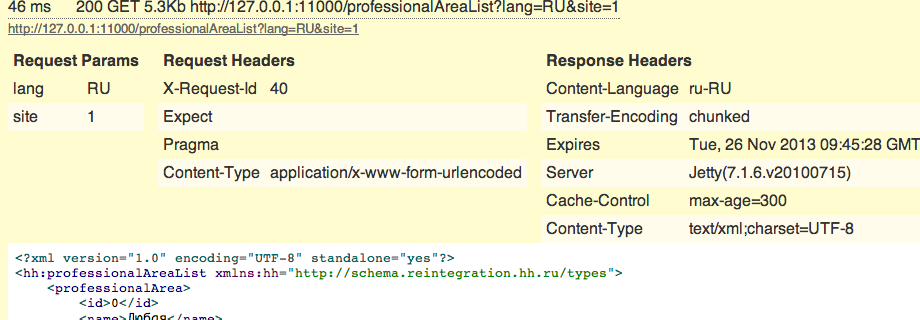 46 ms 200 GET 5.3Kb http://127.0.0.1:11000/professionalAreaList?lang=RU&site=1
http://127.0.0.1:11000/professionalAreaList?lang=RU&site=1
Request Params Request Headers Response Headers
lang RU X-Request-Id 40 Content-Language ru-RU
site 1 Expect Transfer-Encoding chunked
Pragma Expires Tue, 26 Nov 2013 09:45:28 GMT
Content-Type application/x-www-form-urlencoded Server Jetty(7.1.6.v20100715)
Cache-Control max-age=300
Content-Type text/xml;charset=UTF-8
<?xml version="1.0" encoding="UTF-8" standalone="yes"?>
<hh:professionalAreaList xmlns:hh="http://schema.reintegration.hh.ru/types">
<professionalArea>
<id>0</id>
<name>Любая</name>